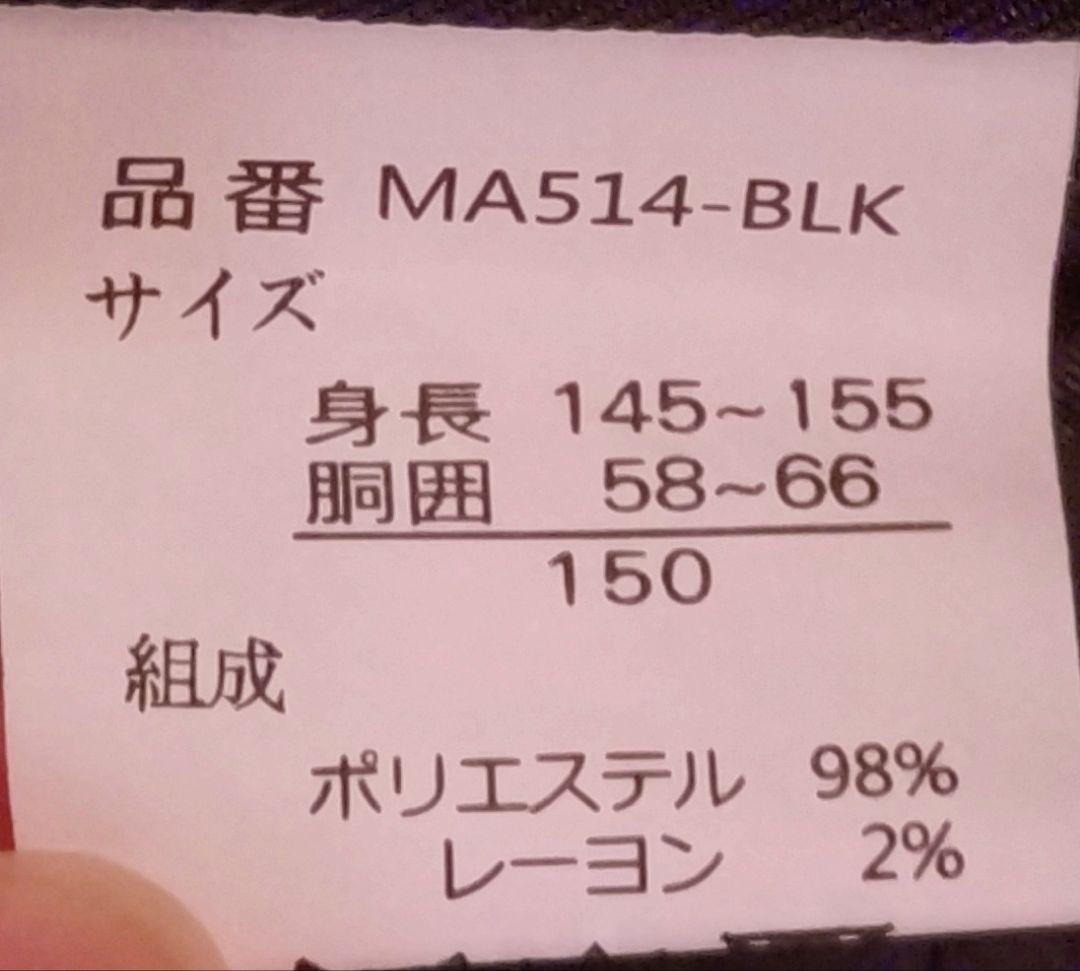 品番 MA514-BLK
サイズ
身長 145~155
胴囲 58~66
150
組成
ポリエステル 98%
レーヨン 2%